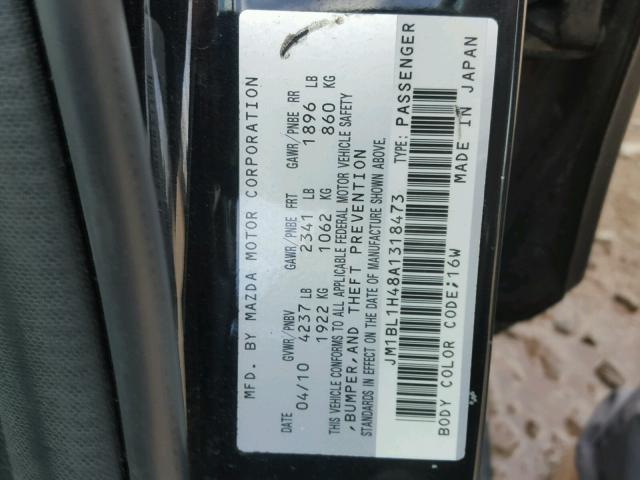 MFD. BY MAZDA MOTOR CORPORATION
DATE GVWR/PNBV GAWR/PNBE FRT GAWR/PNBE RR
04/10 4237 LB 2341 LB 1896 LB
1922 KG 1062 KG 860 KG
THIS VEHICLE CONFORMS TO ALL APPLICABLE FEDERAL MOTOR VEHICLE SAFETY
,BUMPER,AND THEFT PREVENTION
STANDARDS IN EFFECT ON THE DATE OF MANUFACTURE SHOWN ABOVE.
JM1BL1H48A1318473 TYPE: PASSENGER
BODY COLOR CODE;16W MADE IN JAPAN